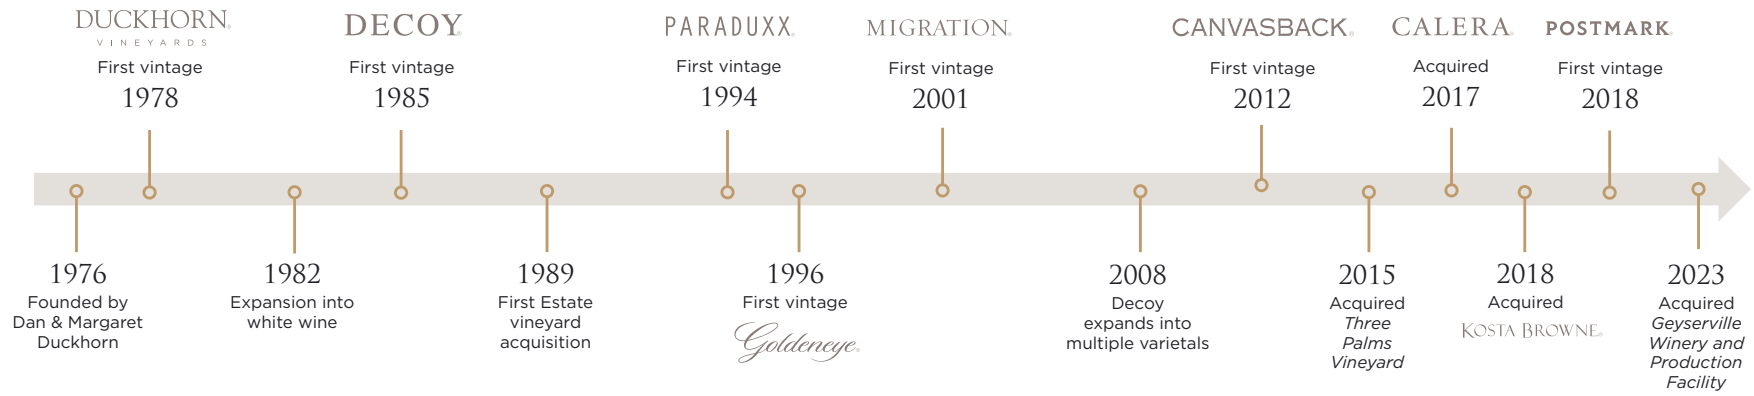 DUCKHORN®
VINEYARDS
First vintage
1978
DECOY®
First vintage
1985
PARADUXX®
First vintage
1994
MIGRATION®
First vintage
2001
CANVASBACK®
First vintage
2012
CALERA®
Acquired
2017
POSTMARK®
First vintage
2018
1976
Founded by
Dan & Margaret
Duckhorn
1982
Expansion into
white wine
1989
First Estate
vineyard
acquisition
1996
First vintage
Goldeneye®
2008
Decoy
expands into
multiple varietals
2015
Acquired
Three
Palms
Vineyard
2018
Acquired
KOSTA BROWNE®
2023
Acquired
Geyserville
Winery and
Production
Facility